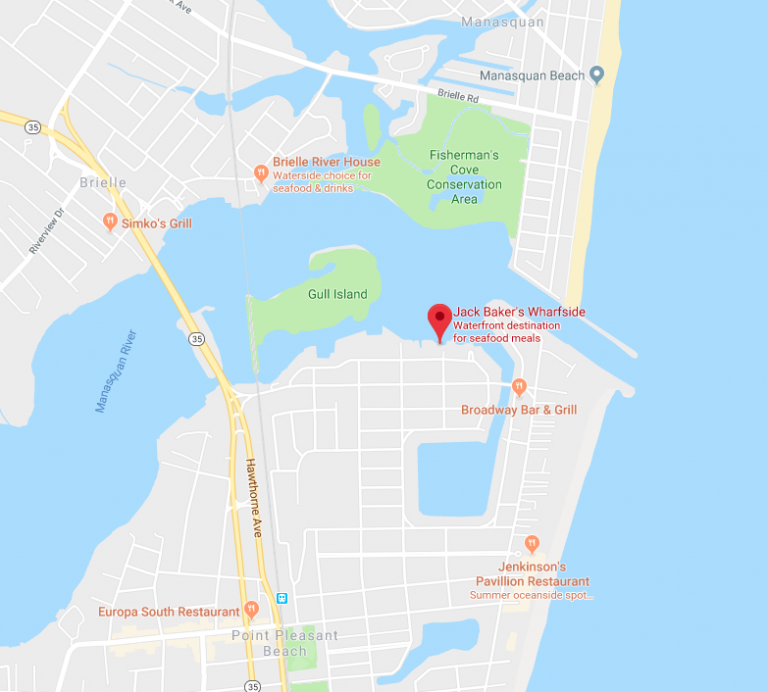 k Ave
Manasquan
Manasquan Beach
Brielle Rd
35
Brielle River House
Waterside choice for
seafood & drinks
Fisherman's
Cove
Conservation
Area
Brielle
Simko's Grill
Riverview Dr
Gull Island
Jack Baker's Wharfside
Waterfront destination
for seafood meals
35
Manasquan River
Broadway Bar & Grill
Hawthorne Ave
Jenkinson's
Pavillion Restaurant
Summer oceanside spot...
Europa South Restaurant
Point Pleasant
Beach
35